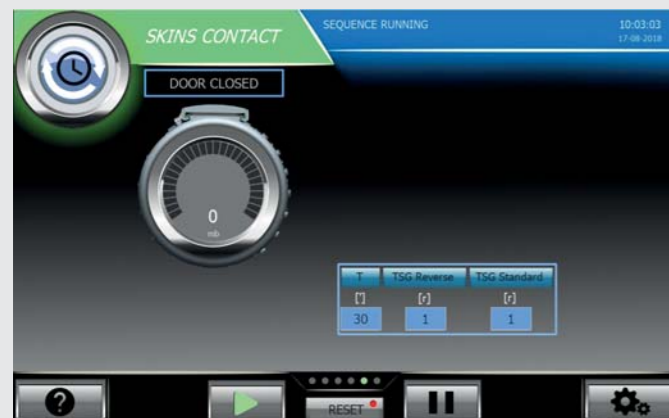 SKINS CONTACT
SEQUENCE RUNNING
10:03:03
17-08-2018
DOOR CLOSED
0
mb
T TSG Reverse TSG Standard
['] [r] [r]
30 1 1
? RESET